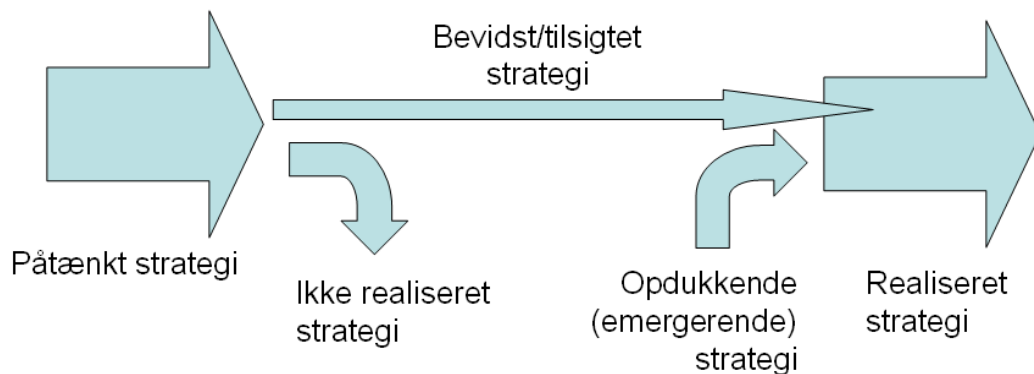 Bevidst/tilsigtet
strategi
Påtænkt strategi
Ikke realiseret
strategi
Opdukkende
(emergerende)
strategi
Realiseret
strategi